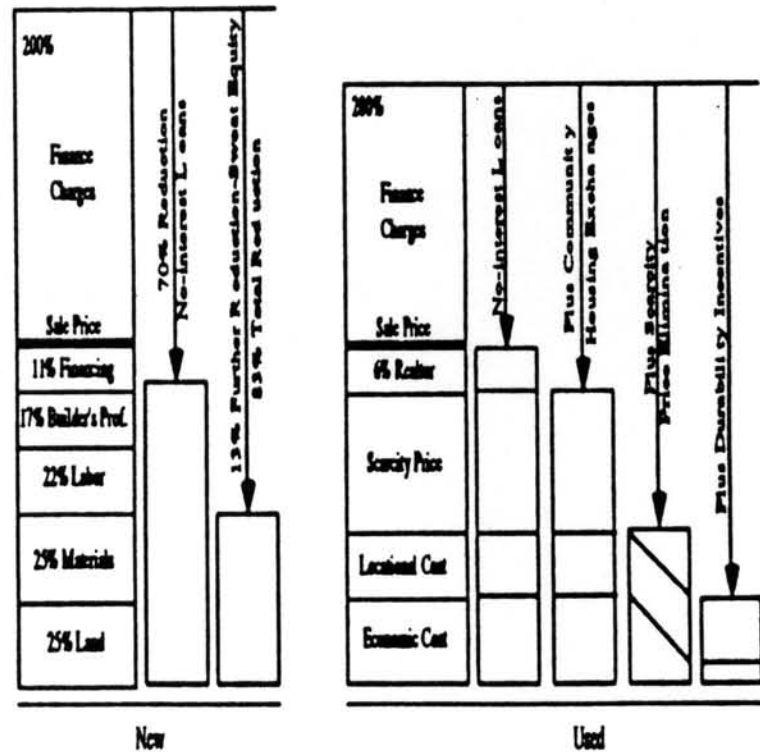 200%
Finance
Charges
Sale Price
11% Financing
17% Builder's Prof.
22% Labor
25% Materials
25% Land
70% Reduction
No-interest Loans
13% Further Reduction-Sweat Equity
83% Total Reduction
New
200%
Finance
Charges
Sale Price
6% Realtor
Scarcity Price
Locational Cost
Economic Cost
No-interest Loans
Plus Community
Housing Exchanges
Plus Scarcity
Price Elimination
Plus Durability Incentives
Used